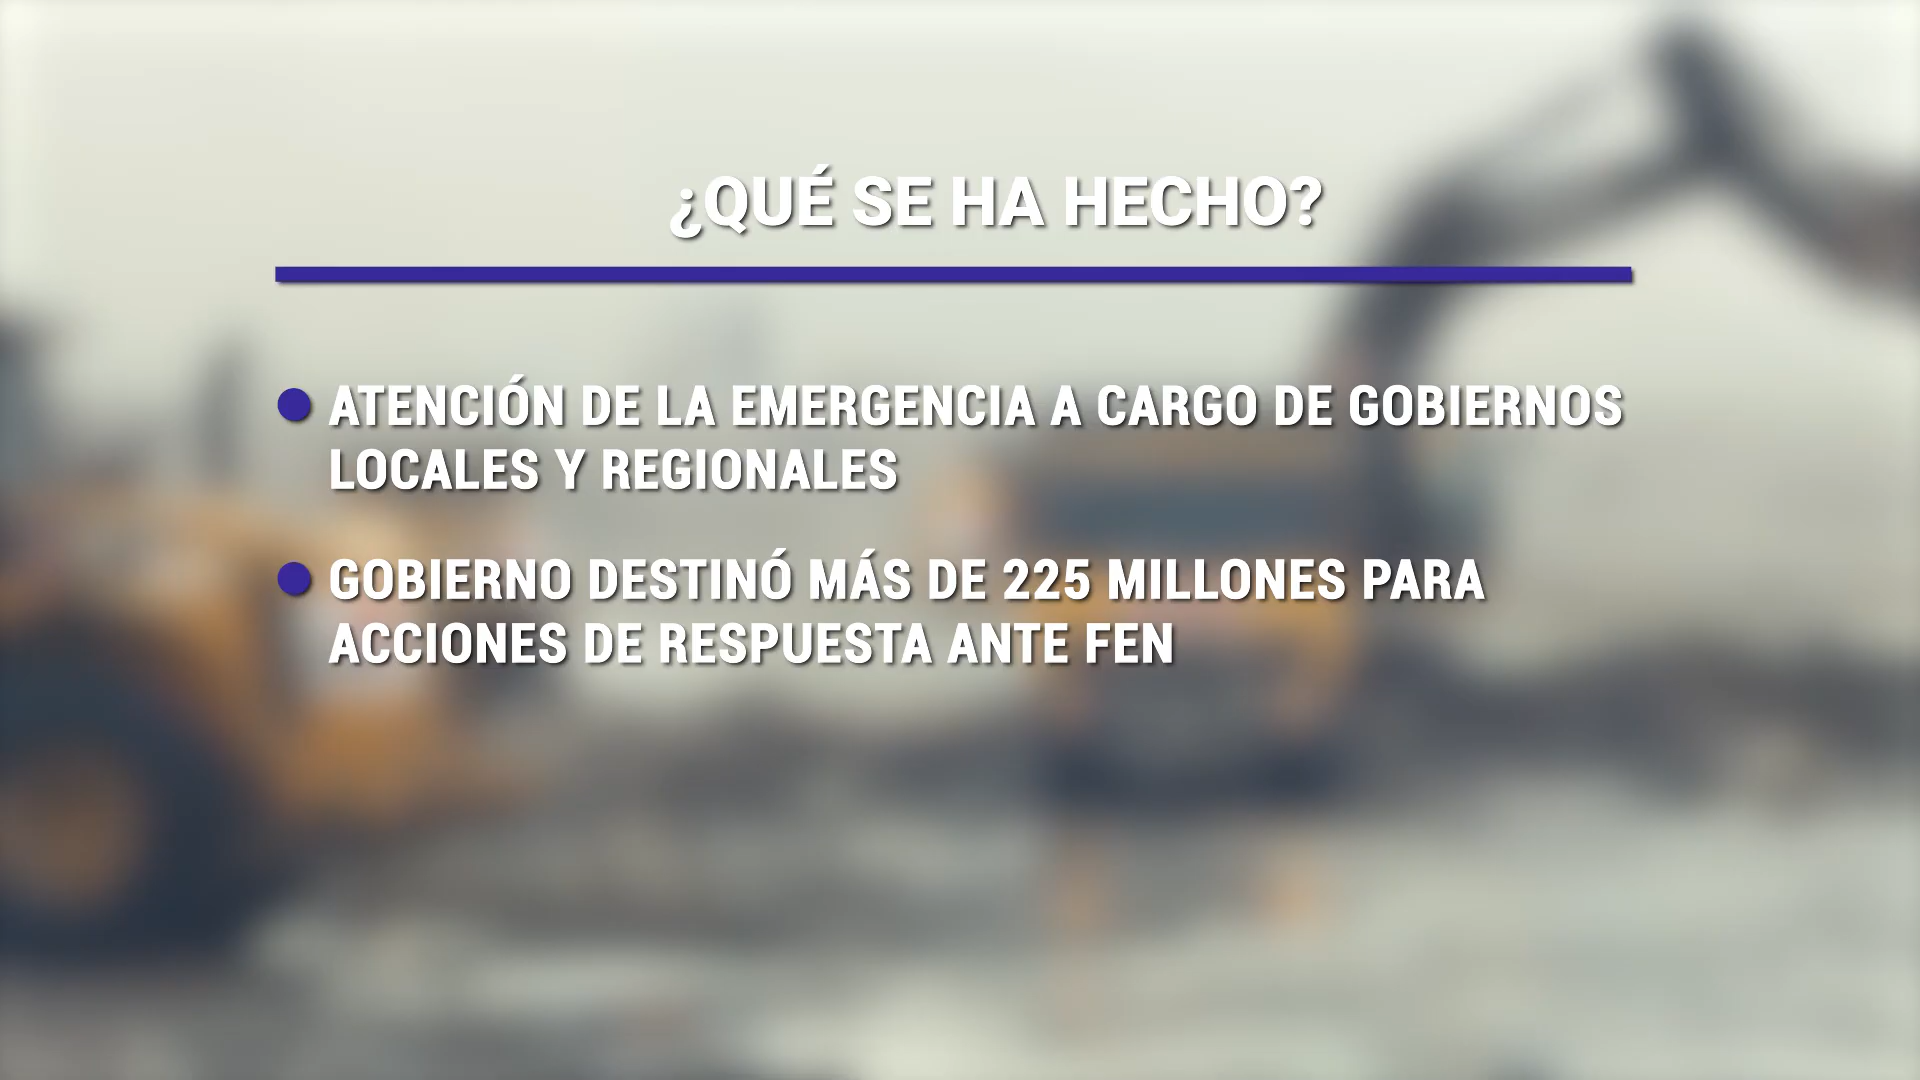 ¿QUÉ SE HA HECHO?
ATENCIÓN DE LA EMERGENCIA A CARGO DE GOBIERNOS
LOCALES Y REGIONALES
GOBIERNO DESTINÓ MÁS DE 225 MILLONES PARA
ACCIONES DE RESPUESTA ANTE FEN